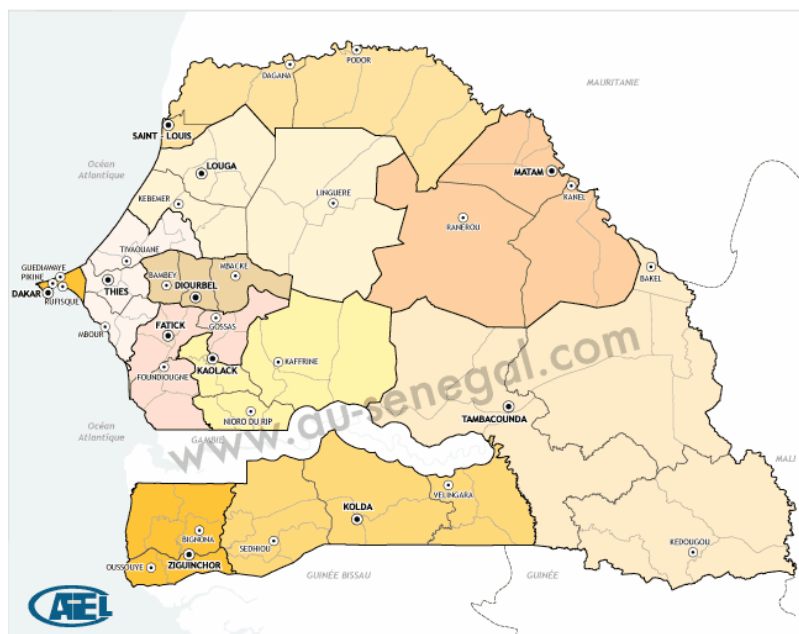 PODOR
DAGANA
MAURITANIE
SAINT - LOUIS
Océan
Atlantique
LOUGA
MATAM
KANEL
LINGUERE
KEBEMER
RANEROU
TIVAOUANE
GUEDIAWAYE
PIKINE
DAKAR
RUFISQUE
THIES
BAMBEY
MBACKE
DIOURBEL
BAKEL
MBOUR
FATICK
GOSSAS
KAOLACK
KAFFRINE
FOUNDIOUGNE
NIORO DU RIP
TAMBACOUNDA
www.au-senegal.com
Océan
Atlantique
GAMBIE
MALI
VELINGARA
KOLDA
BIGNONA
SEDHIOU
KEDOUGOU
OUSSOUYE
ZIGUINCHOR
GUINÉE BISSAU
GUINÉE